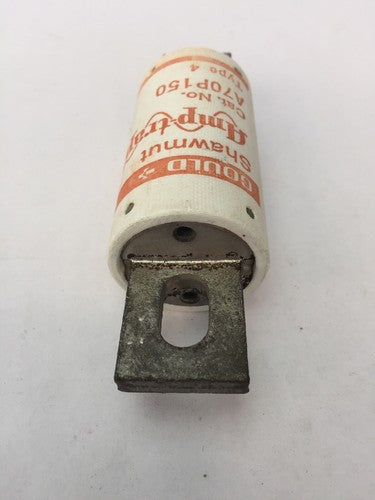 GOULD
Shawmut
Amp-trap
Cat. No.
A70P150
Type 4